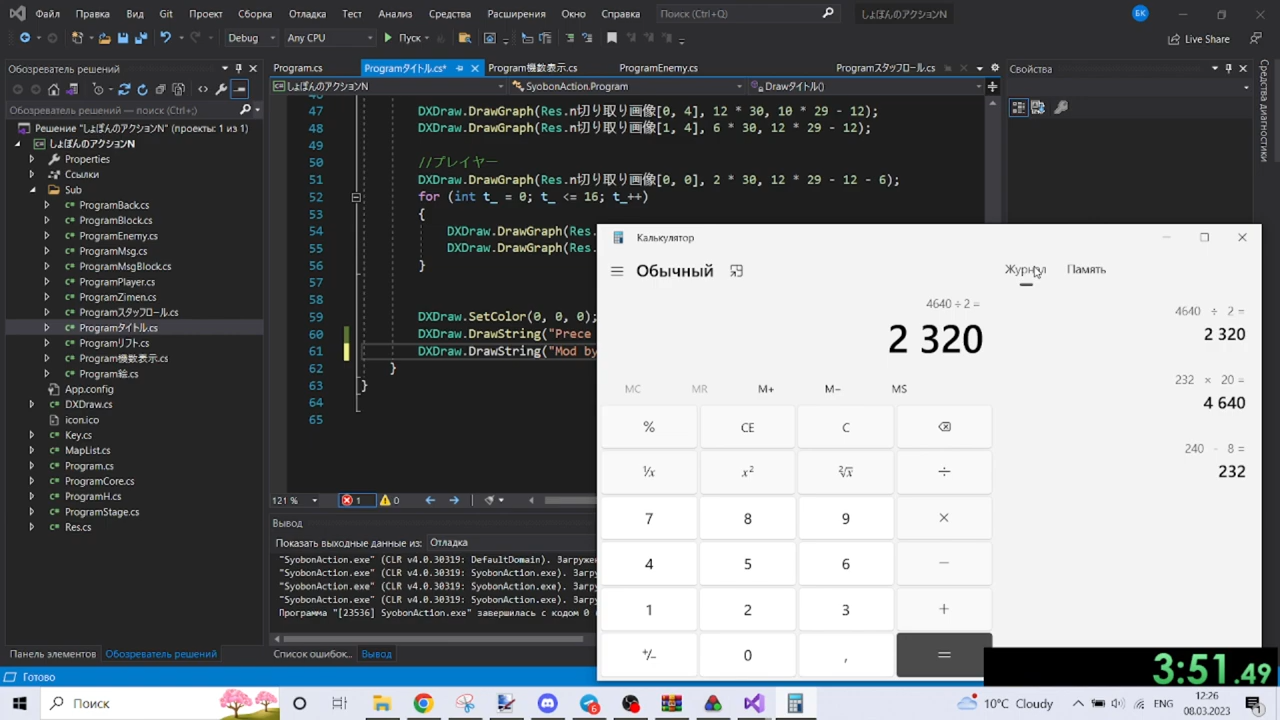 Файл Правка Вид Git Проект Сборка Отладка Тест Анализ Средства Расширения Окно Справка Поиск (Ctrl+Q) しょぼんのアクションN БК
Debug Any CPU Пуск Live Share
Обозреватель решений
Program.cs Programタイトル.cs* Program機数表示.cs ProgramEnemy.cs Programスタッフロール.cs
Свойства
Средства диагностики
しょぼんのアクションN SyobonAction.Program Drawタイトル()
Обозреватель решений — поиск (Ctrl+;)
Решение "しょぼんのアクションN" (проекты: 1 из 1)
しょぼんのアクションN
Properties
Ссылки
Sub
ProgramBack.cs
ProgramBlock.cs
ProgramEnemy.cs
ProgramMsg.cs
ProgramMsgBlock.cs
ProgramPlayer.cs
ProgramZimen.cs
Programスタッフロール.cs
Programタイトル.cs
Programリフト.cs
Program機数表示.cs
Program絵.cs
App.config
DXDraw.cs
icon.ico
Key.cs
MapList.cs
Program.cs
ProgramCore.cs
ProgramH.cs
ProgramStage.cs
Res.cs
Панель элементов Обозреватель решений
46
47 DXDraw.DrawGraph(Res.n切り取り画像[0, 4], 12 * 30, 10 * 29 - 12);
48 DXDraw.DrawGraph(Res.n切り取り画像[1, 4], 6 * 30, 12 * 29 - 12);
49
50 //プレイヤー
51 DXDraw.DrawGraph(Res.n切り取り画像[0, 0], 2 * 30, 12 * 29 - 12 - 6);
52 for (int t_ = 0; t_ <= 16; t_++)
53 {
54 DXDraw.DrawGraph(Res.
55 DXDraw.DrawGraph(Res.
56 }
57
58
59 DXDraw.SetColor(0, 0, 0);
60 DXDraw.DrawString("Prece
61 DXDraw.DrawString("Mod by
62 }
63 }
64
65
121 % 1 0
Вывод
Показать выходные данные из: Отладка
"SyobonAction.exe" (CLR v4.0.30319: DefaultDomain). Загруже
"SyobonAction.exe" (CLR v4.0.30319: SyobonAction.exe). Загр
"SyobonAction.exe" (CLR v4.0.30319: SyobonAction.exe). Загр
"SyobonAction.exe" (CLR v4.0.30319: SyobonAction.exe). Загр
Программа "[23536] SyobonAction.exe" завершилась с кодом 0
Список ошибок... Вывод
Готово
Калькулятор
Обычный
Журнал Память
4640 ÷ 2 =
2 320
MC MR M+ M− MS
% CE C
¹/x x² ²√x ÷
7 8 9 ×
4 5 6 −
1 2 3 +
+/− 0 , =
4640 ÷ 2 =
2 320
232 × 20 =
4 640
240 - 8 =
232
3:51.49
Поиск
10°C Cloudy ENG 12:26
08.03.2023